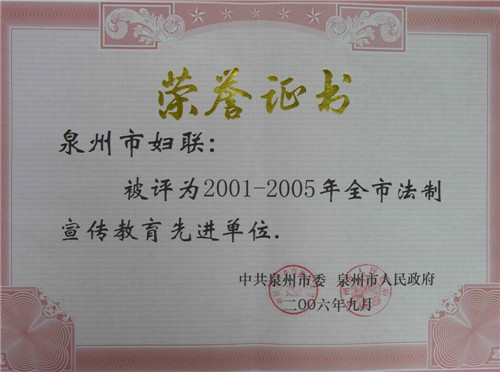 荣誉证书
泉州市妇联:
被评为2001-2005年全市法制
宣传教育先进单位.
中共泉州市委 泉州市人民政府
二00六年九月